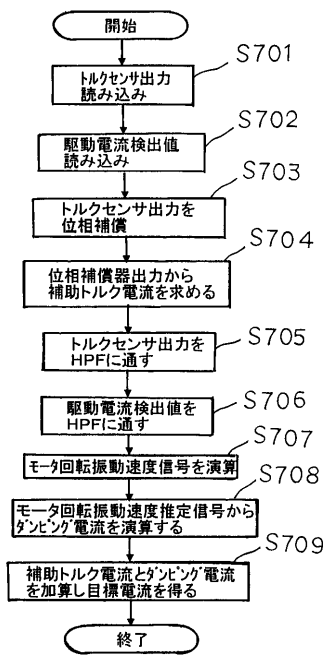 開始
S701
トルクセンサ出力
読み込み
S702
駆動電流検出値
読み込み
S703
トルクセンサ出力を
位相補償
S704
位相補償器出力から
補助トルク電流を求める
S705
トルクセンサ出力を
HPFに通す
S706
駆動電流検出値を
HPFに通す
S707
モータ回転振動速度信号を演算
S708
モータ回転振動速度推定信号から
ダンピング電流を演算する
S709
補助トルク電流とダンピング電流
を加算し目標電流を得る
終了